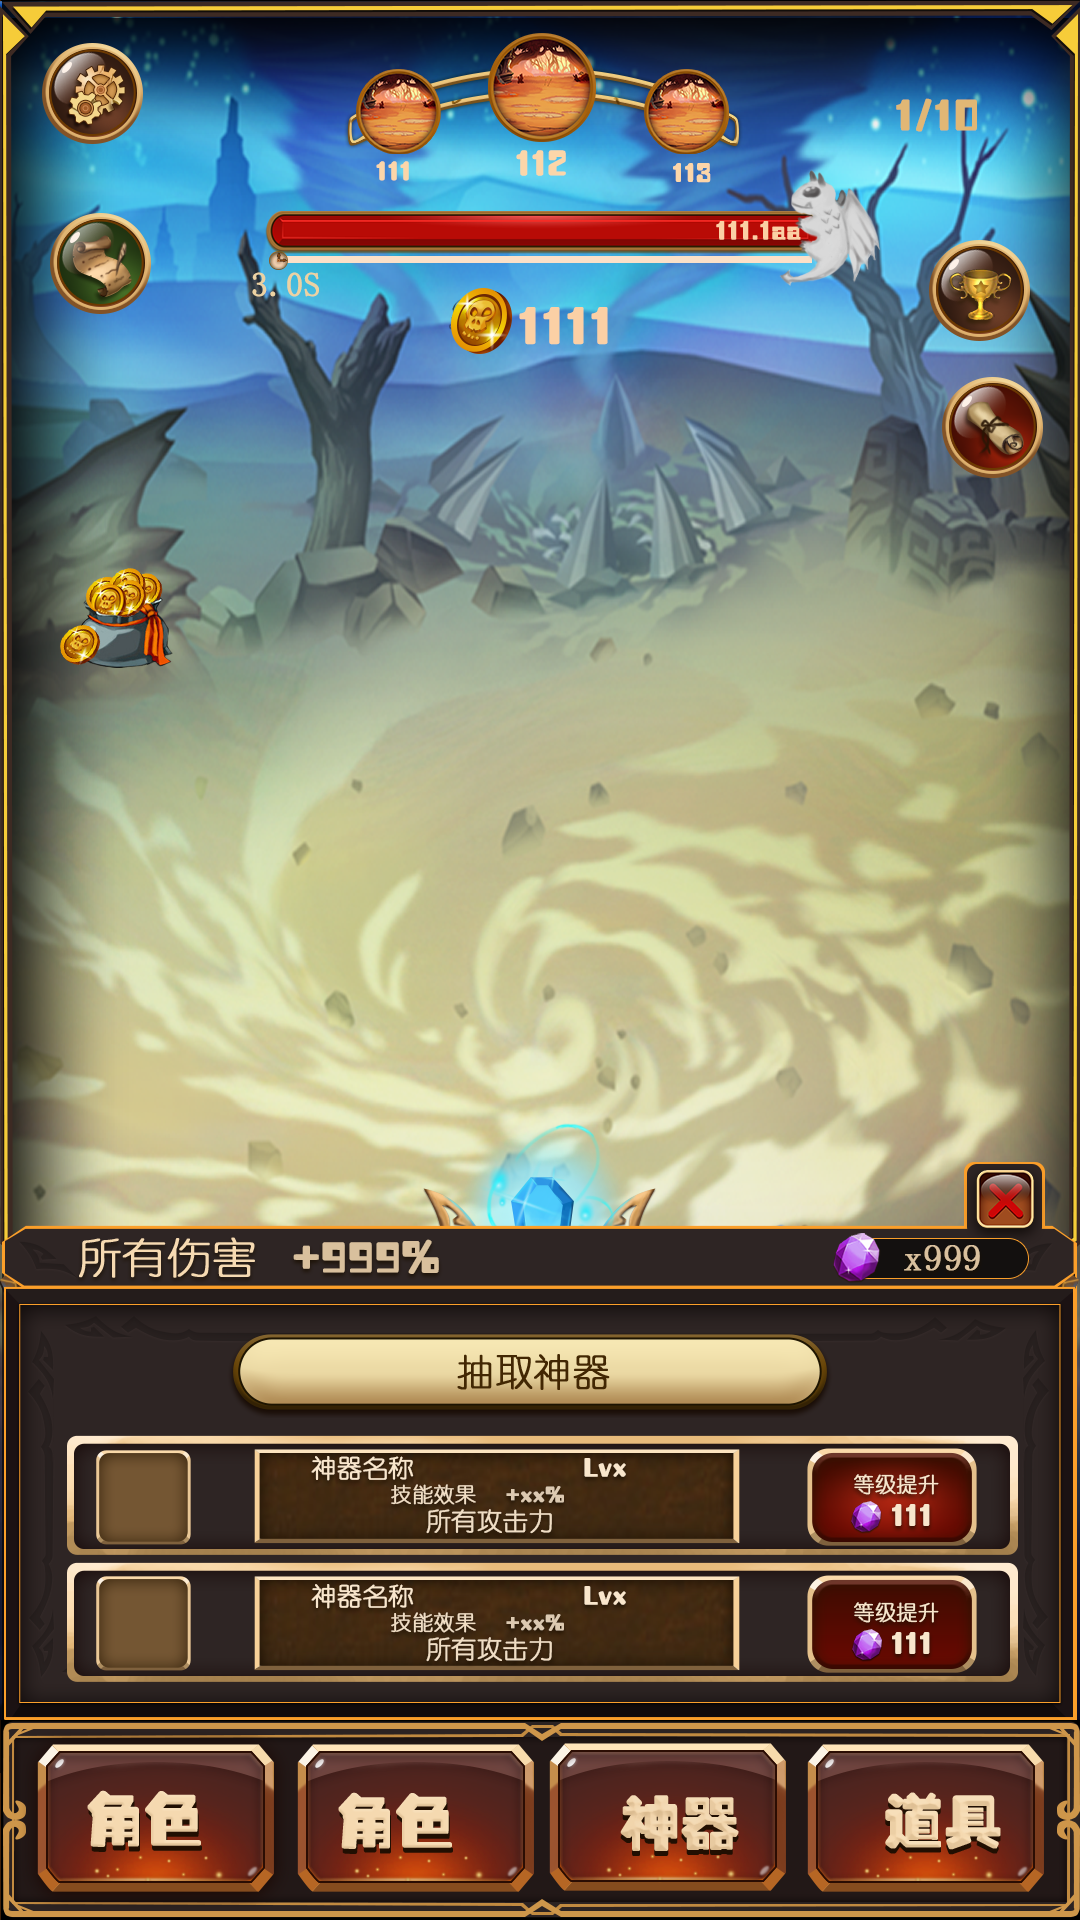 111
112
113
1/10
111.1aa
3.0S
1111
所有伤害 +999%
x999
抽取神器
神器名称 Lvx
技能效果 +xx%
所有攻击力
等级提升
111
神器名称 Lvx
技能效果 +xx%
所有攻击力
等级提升
111
角色
角色
神器
道具